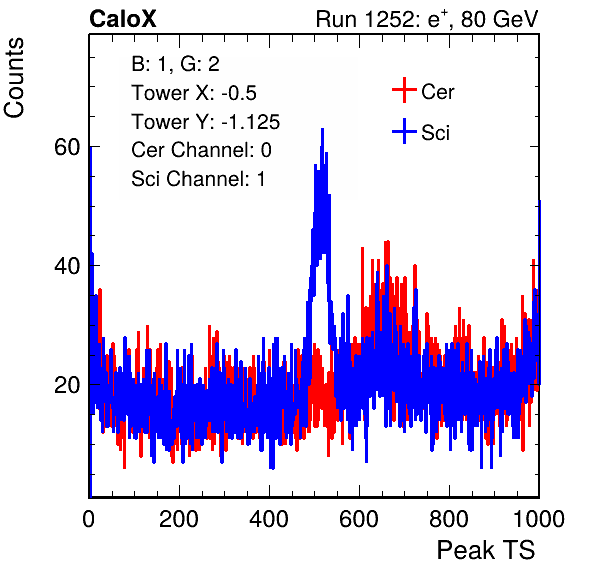 CaloX Run 1252: e⁺, 80 GeV
Counts
B: 1, G: 2
Tower X: -0.5
Tower Y: -1.125
Cer Channel: 0
Sci Channel: 1
Cer
Sci
60
40
20
0 200 400 600 800 1000
Peak TS